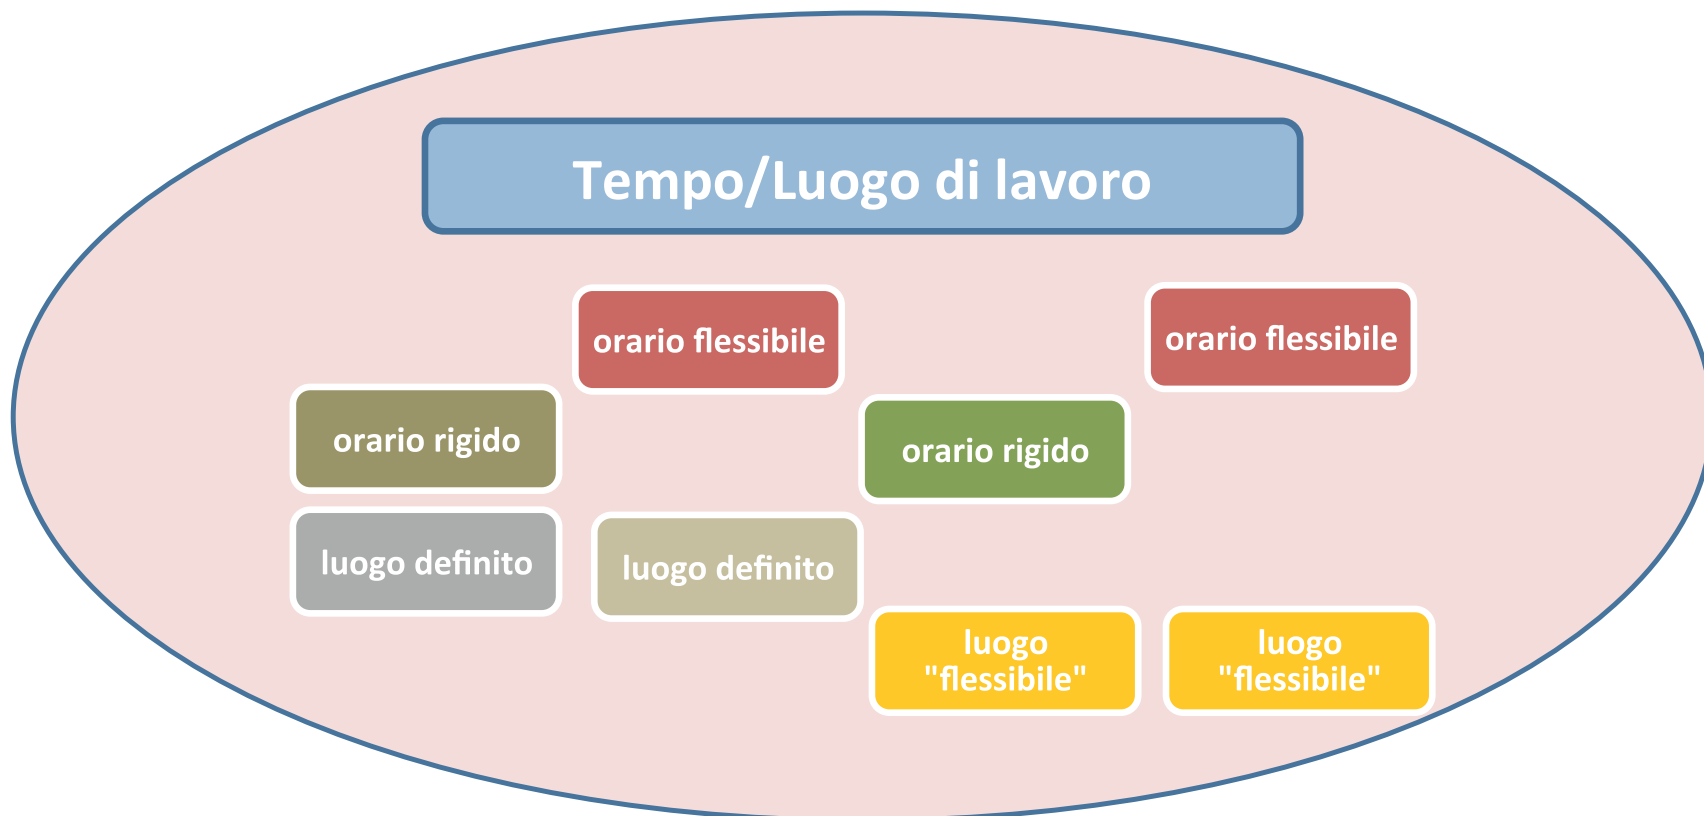 Tempo/Luogo di lavoro
orario flessibile
orario flessibile
orario rigido
orario rigido
luogo definito
luogo definito
luogo
"flessibile"
luogo
"flessibile"